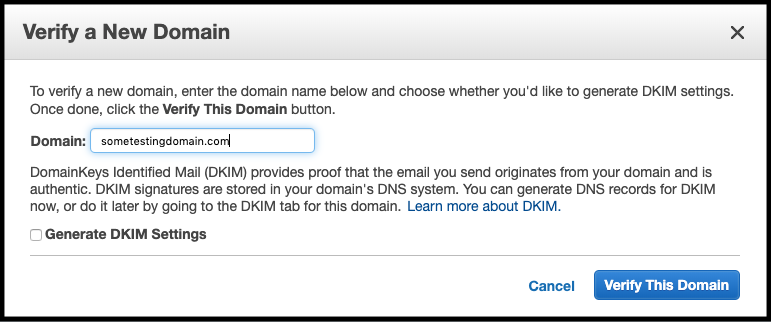 Verify a New Domain
To verify a new domain, enter the domain name below and choose whether you'd like to generate DKIM settings.
Once done, click the Verify This Domain button.
Domain: sometestingdomain.com
DomainKeys Identified Mail (DKIM) provides proof that the email you send originates from your domain and is
authentic. DKIM signatures are stored in your domain's DNS system. You can generate DNS records for DKIM
now, or do it later by going to the DKIM tab for this domain. Learn more about DKIM.
Generate DKIM Settings
Cancel Verify This Domain